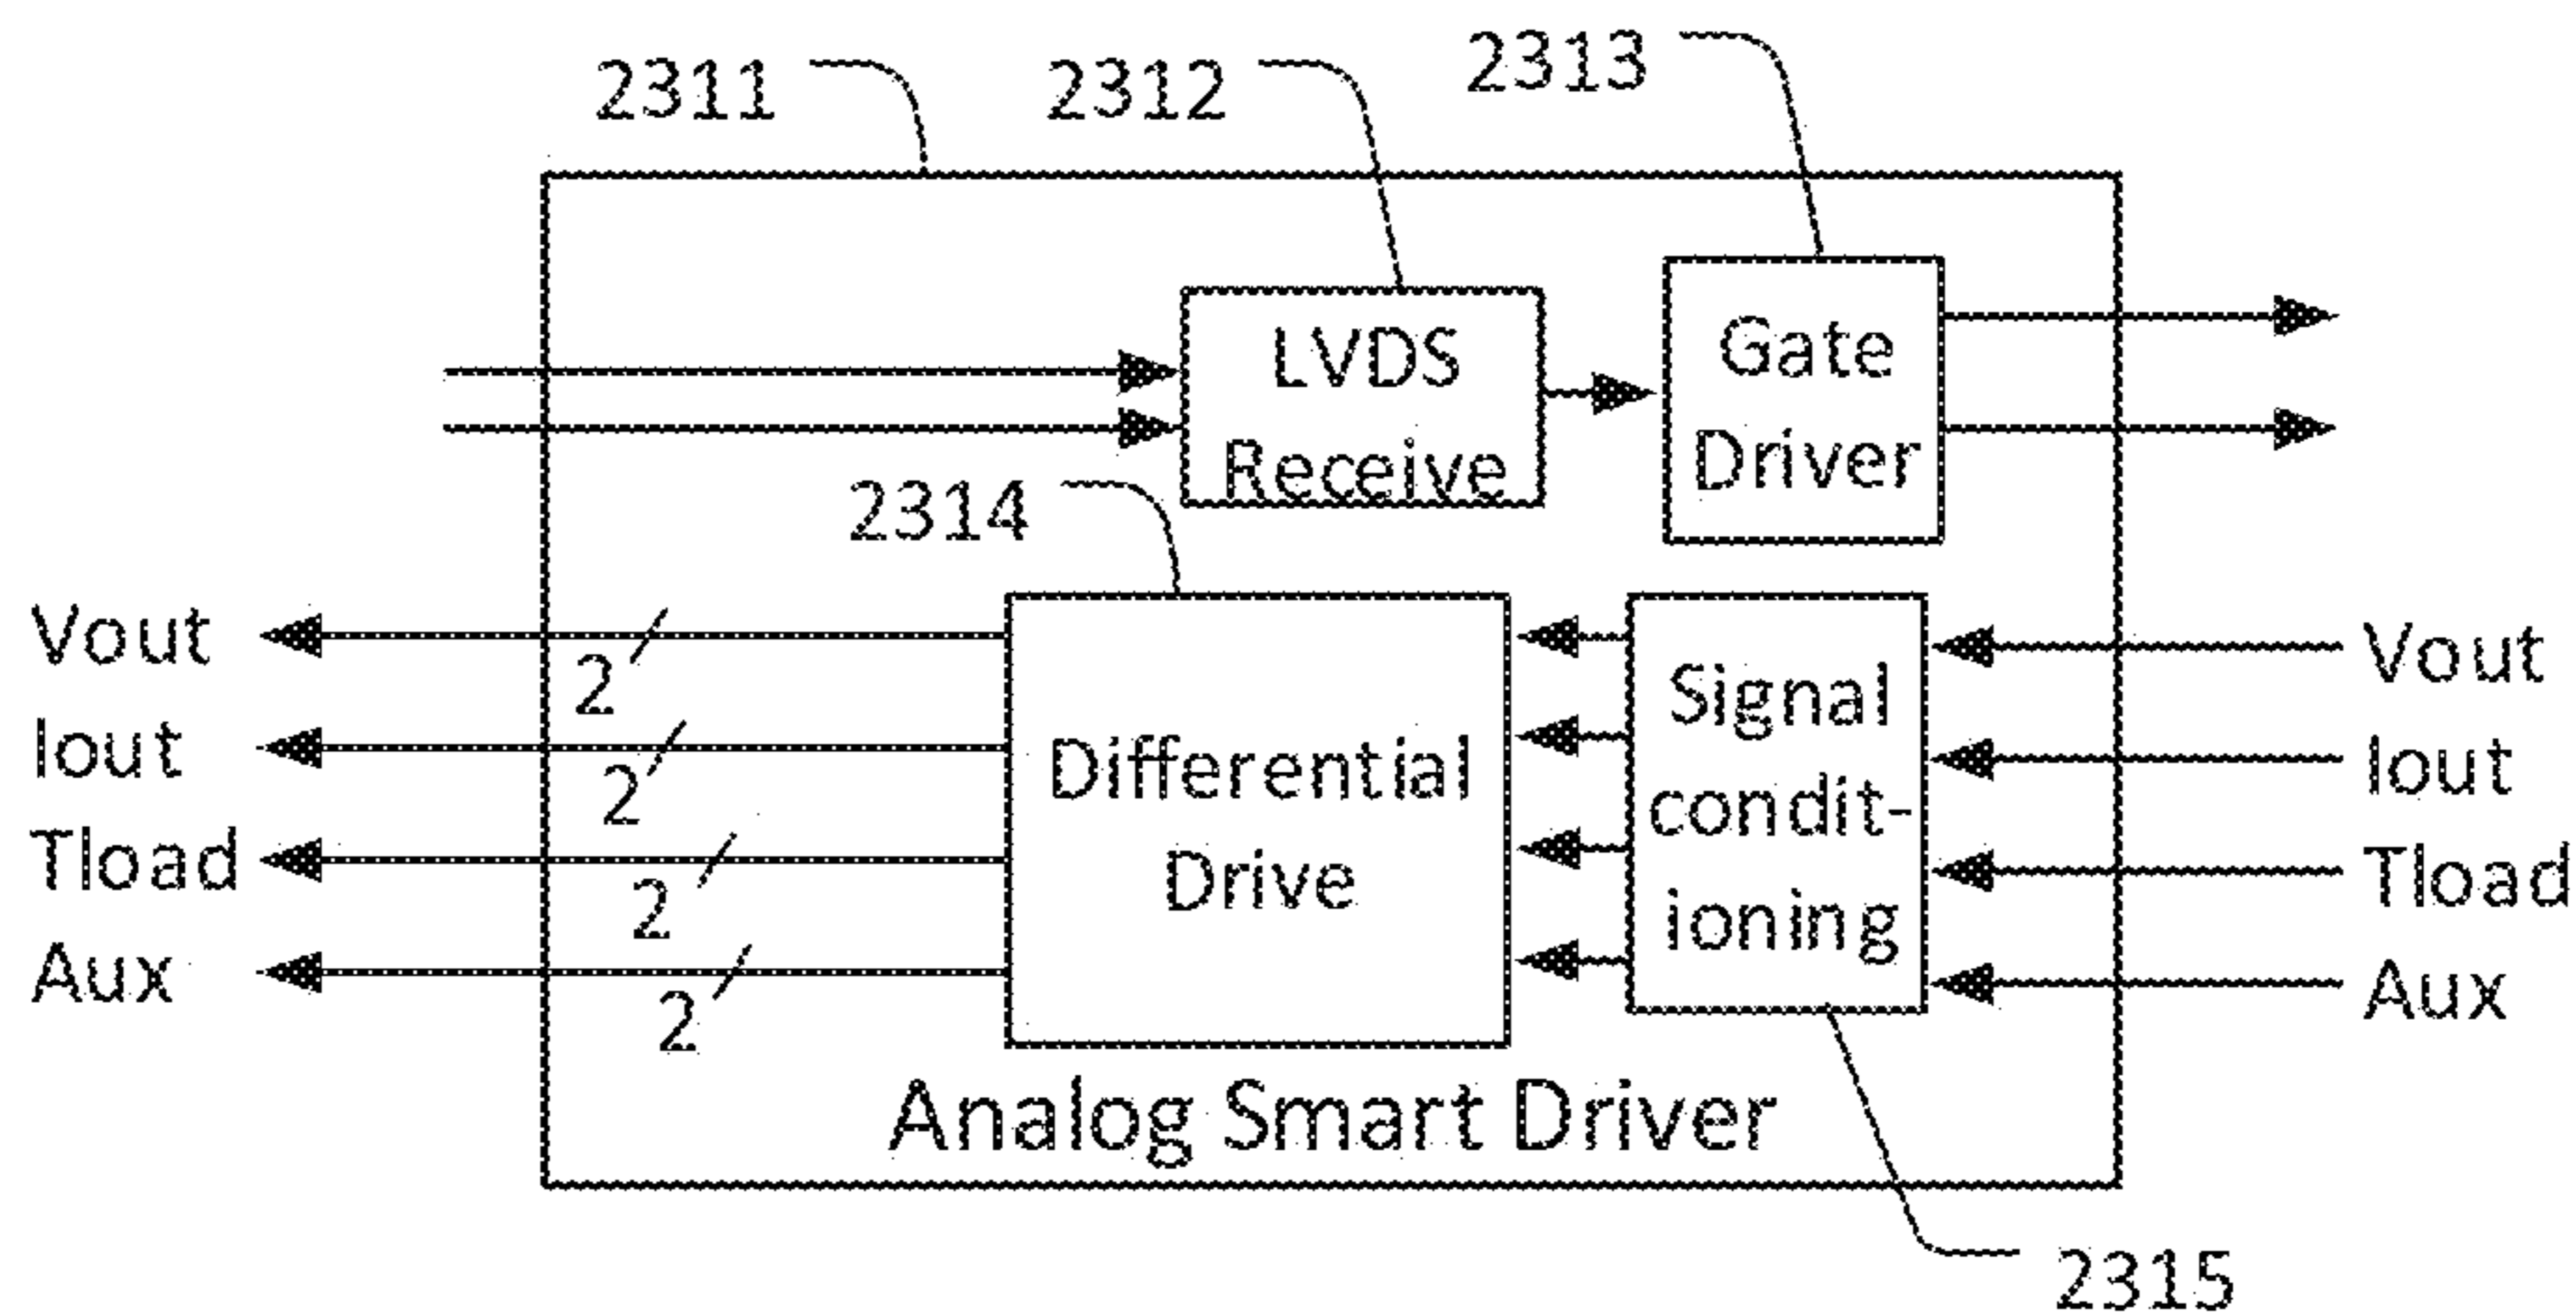 2311
2312
2313
LVDS
Receive
Gate
Driver
2314
Vout
Iout
Tload
Aux
2
2
2
2
Differential
Drive
Signal
condit-
ioning
Vout
Iout
Tload
Aux
Analog Smart Driver
2315